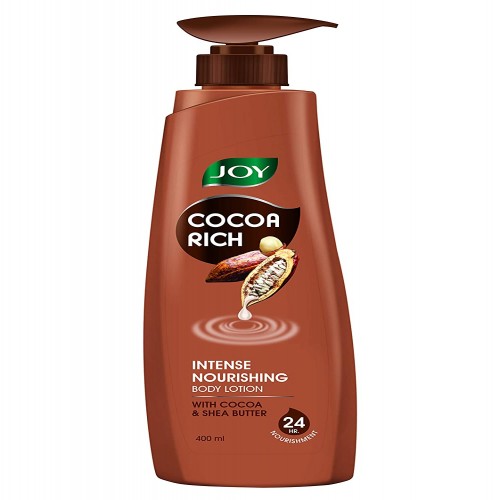 JOY
COCOA
RICH
INTENSE
NOURISHING
BODY LOTION
WITH COCOA
& SHEA BUTTER
400 ml
24
HR.
NOURISHMENT